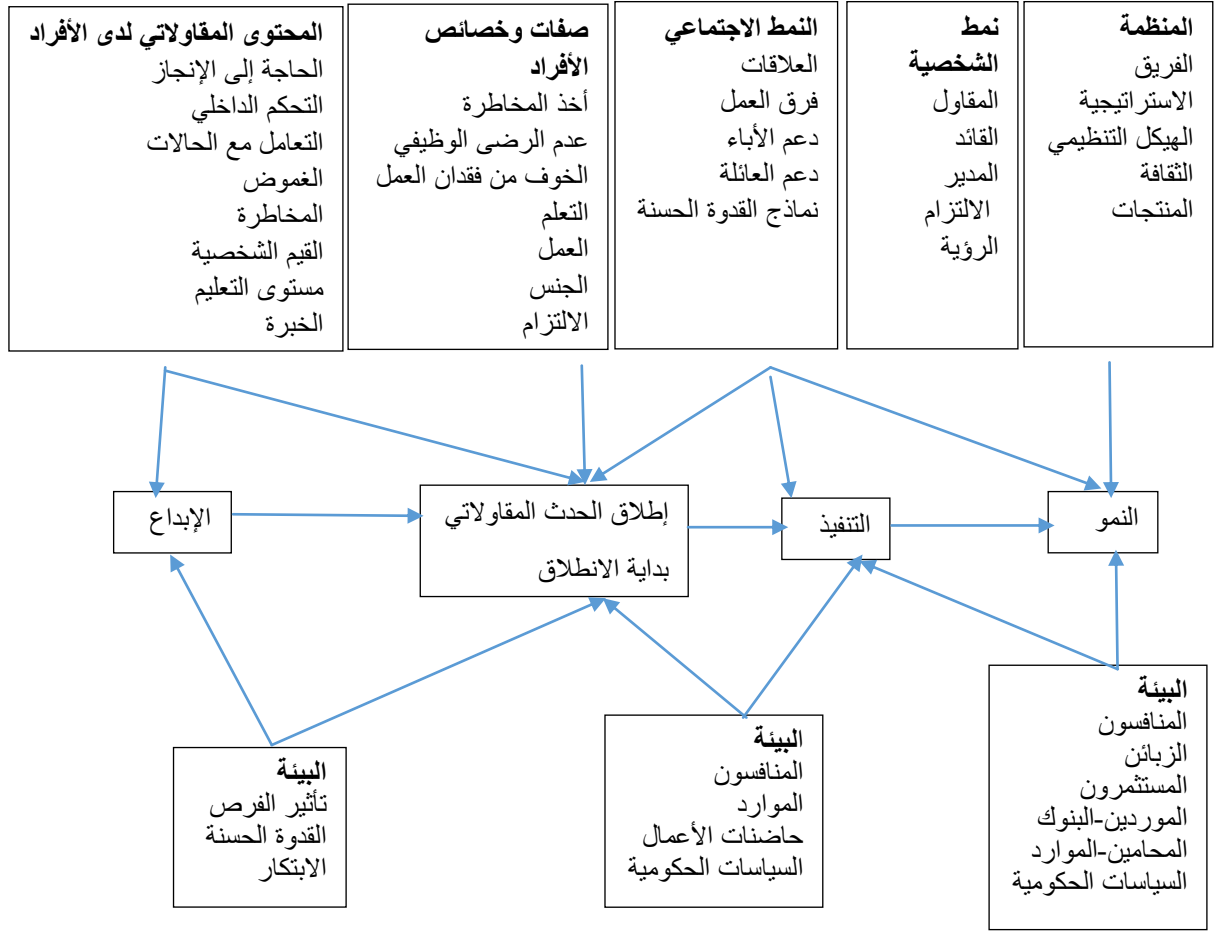 المنظمة
الفريق
الاستراتيجية
الهيكل التنظيمي
الثقافة
المنتجات
نمط
الشخصية
المقاول
القائد
المدير
الالتزام
الرؤية
النمط الاجتماعي
العلاقات
فرق العمل
دعم الأباء
دعم العائلة
نماذج القدوة الحسنة
صفات وخصائص
الأفراد
أخذ المخاطرة
عدم الرضى الوظيفي
الخوف من فقدان العمل
التعلم
العمل
الجنس
الالتزام
المحتوى المقاولاتي لدى الأفراد
الحاجة إلى الإنجاز
التحكم الداخلي
التعامل مع الحالات
الغموض
المخاطرة
القيم الشخصية
مستوى التعليم
الخبرة
النمو
التنفيذ
إطلاق الحدث المقاولاتي
بداية الانطلاق
الإبداع
البيئة
المنافسون
الزبائن
المستثمرون
الموردين-البنوك
المحامين-الموارد
السياسات الحكومية
البيئة
المنافسون
الموارد
حاضنات الأعمال
السياسات الحكومية
البيئة
تأثير الفرص
القدوة الحسنة
الابتكار